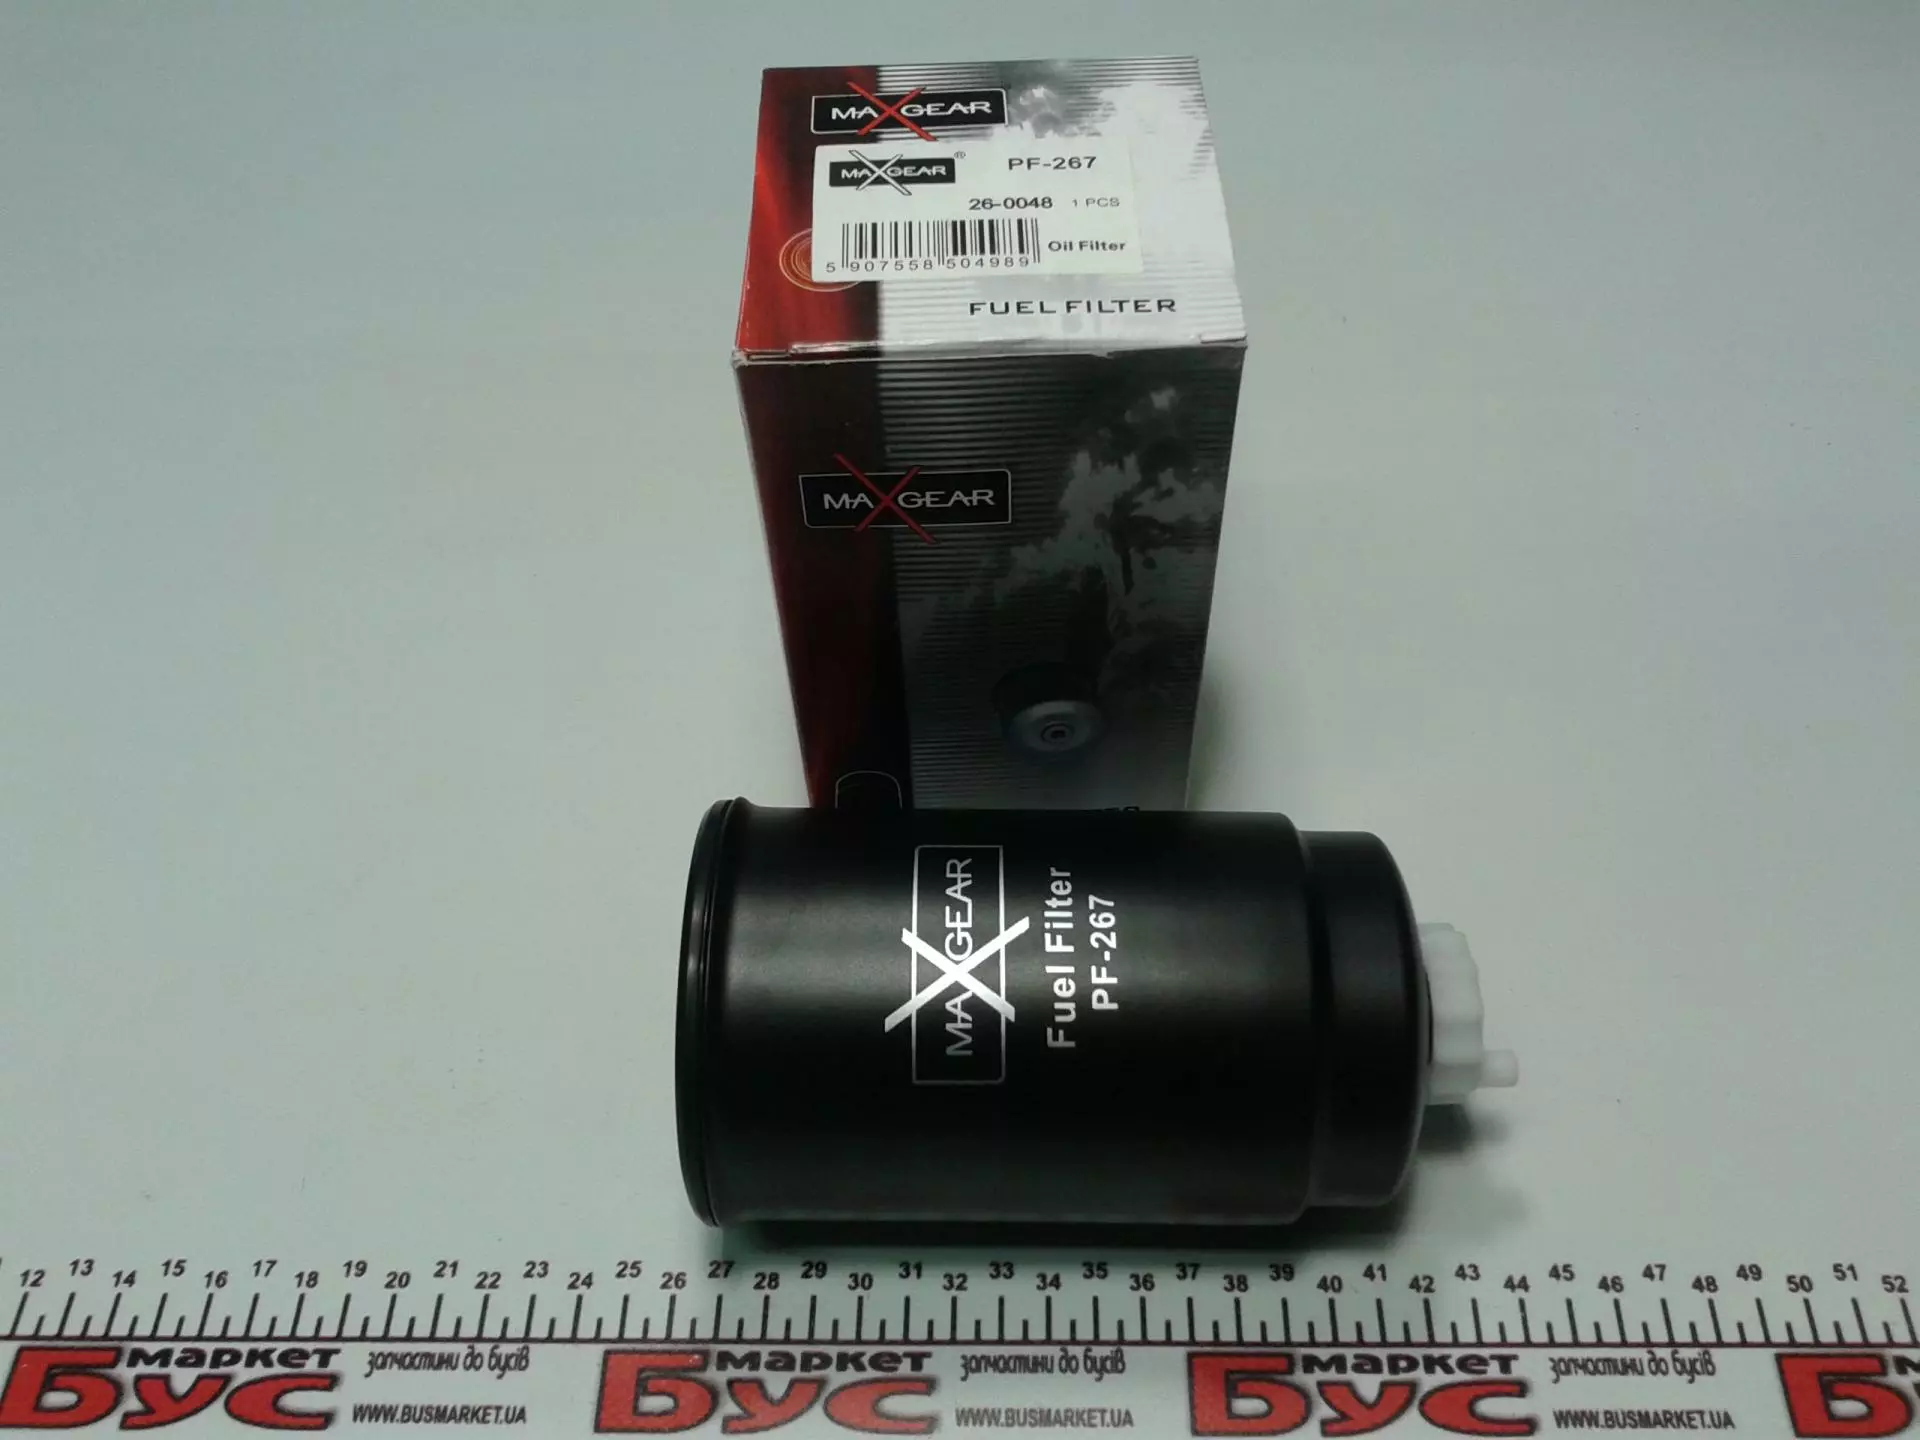 MAXGEAR
MAXGEAR® PF-267
26-0048 1 PCS
5 907558 504989 Oil Filter
FUEL FILTER
MAXGEAR
MAXGEAR
Fuel Filter
PF-267
12 13 14 15 16 17 18 19 20 21 22 23 24 25 26 27 28 29 30 31 32 33 34 35 36 37 38 39 40 41 42 43 44 45 46 47 48 49 50 51 52
Бус маркет запчастини до бусів Бус маркет запчастини до бусів Бус маркет запчастини до бусів
WWW.BUSMARKET.UA WWW.BUSMARKET.UA WWW.BUSMARKET.UA